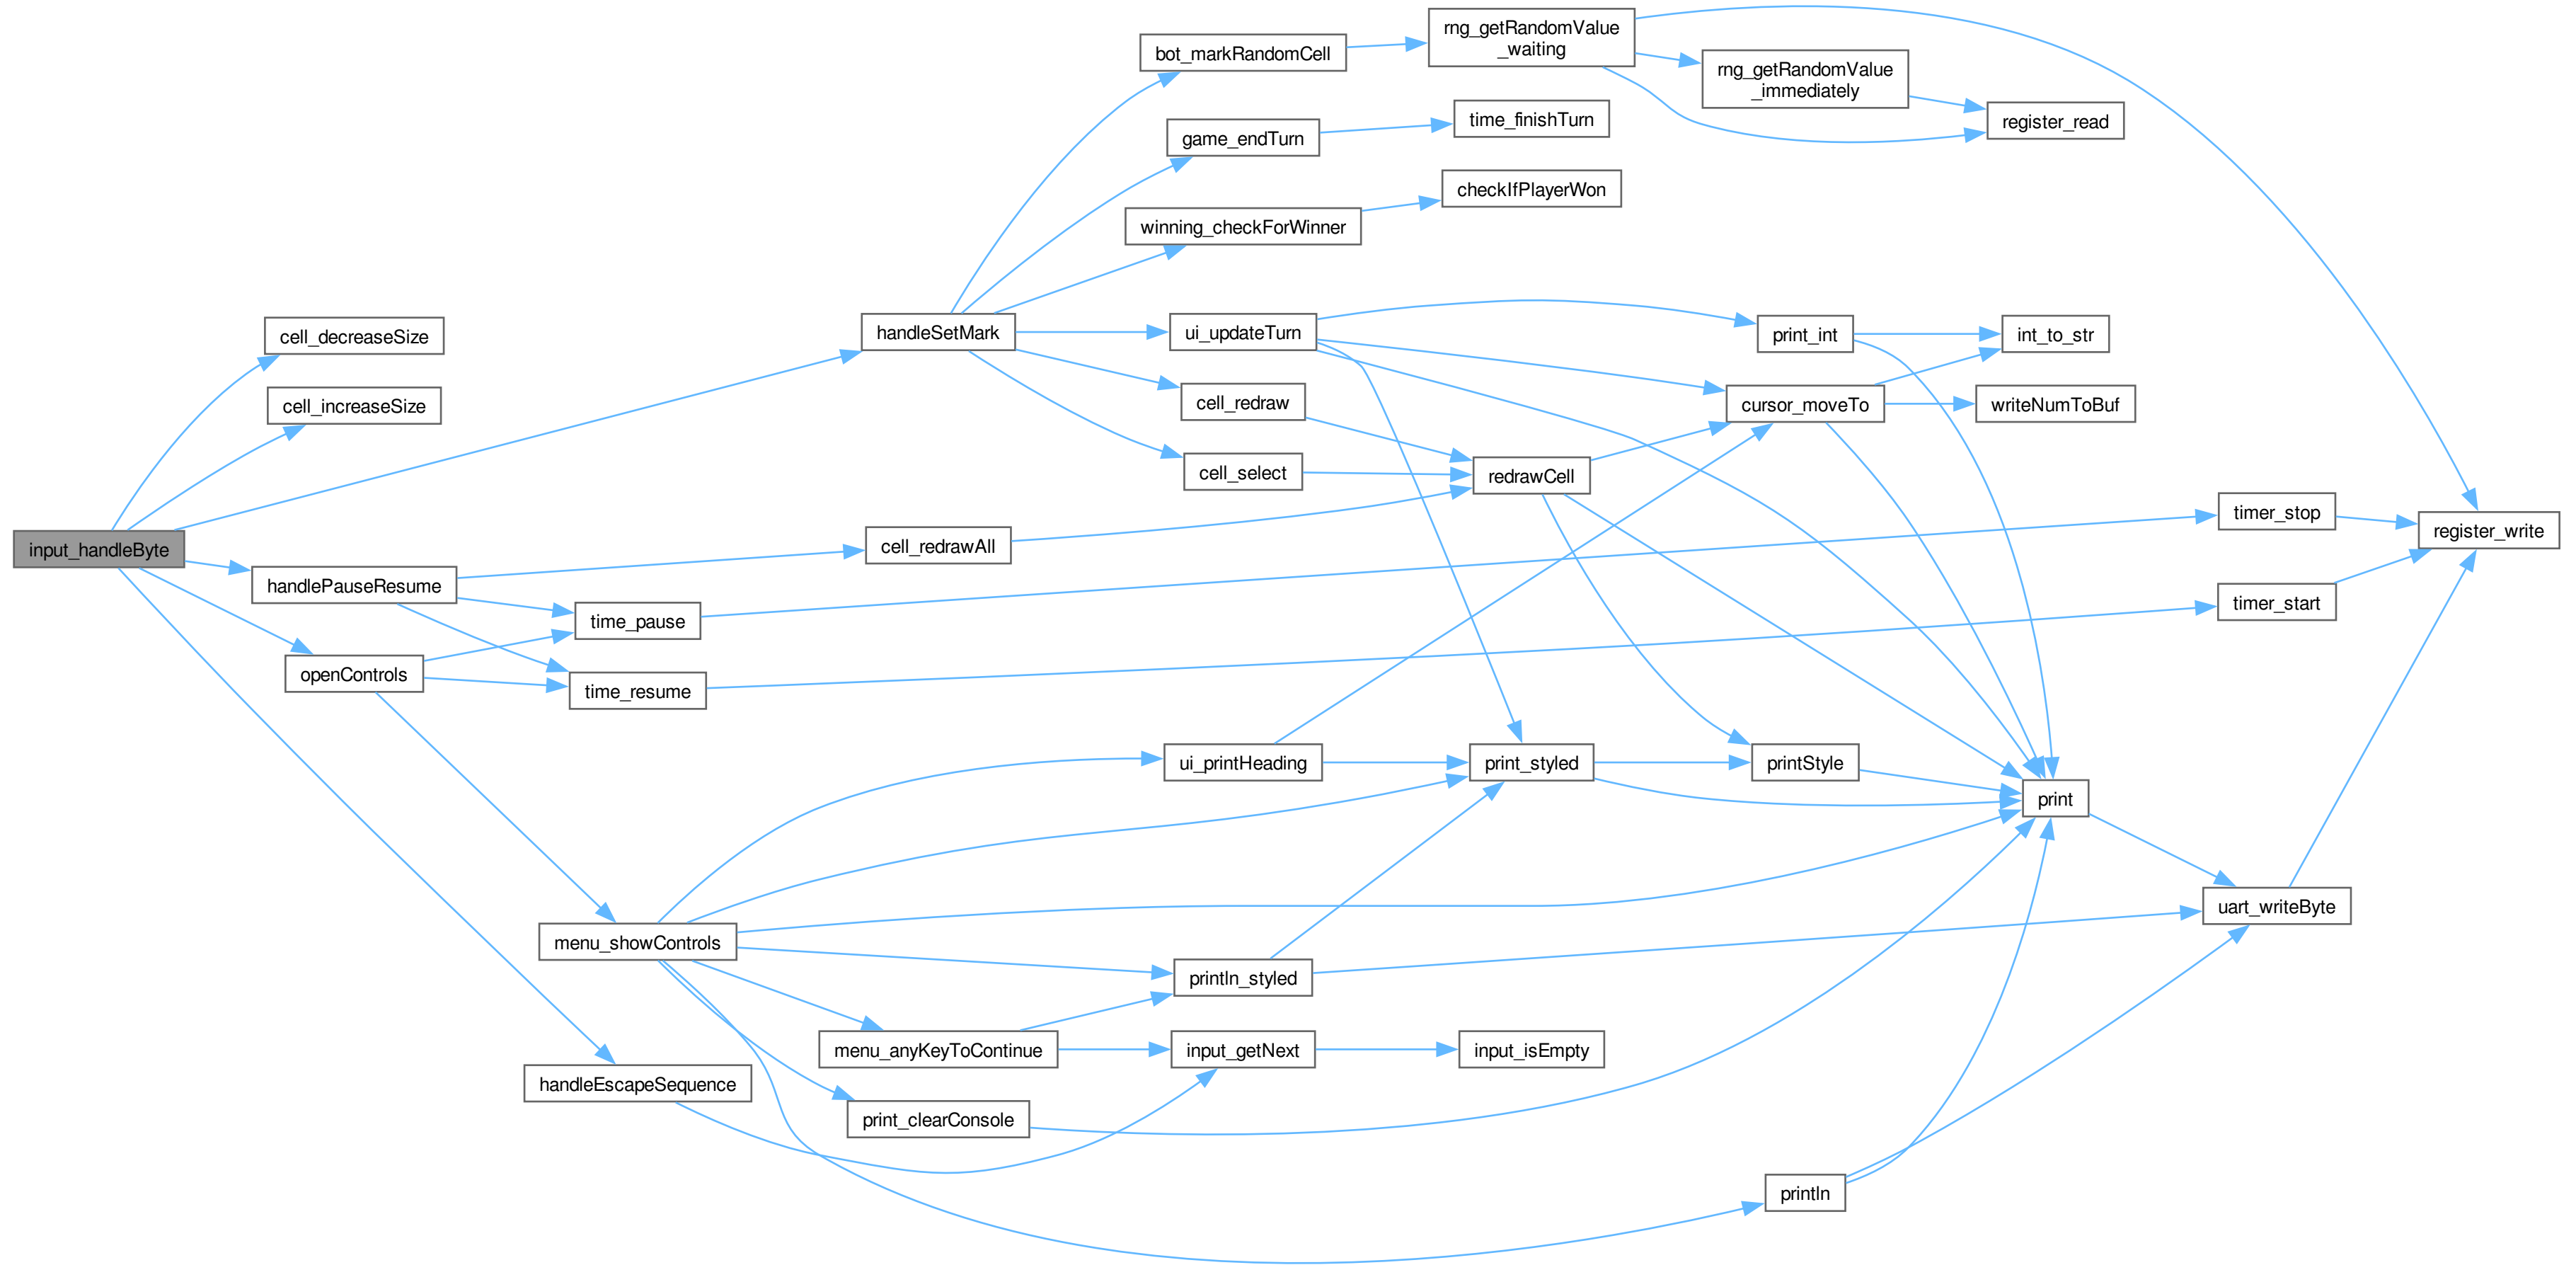 input_handleByte
cell_decreaseSize
cell_increaseSize
handlePauseResume
openControls
time_pause
time_resume
menu_showControls
handleEscapeSequence
handleSetMark
cell_redrawAll
menu_anyKeyToContinue
print_clearConsole
bot_markRandomCell
game_endTurn
winning_checkForWinner
ui_updateTurn
cell_redraw
cell_select
ui_printHeading
println_styled
input_getNext
rng_getRandomValue
_waiting
time_finishTurn
checkIfPlayerWon
redrawCell
print_styled
input_isEmpty
rng_getRandomValue
_immediately
print_int
cursor_moveTo
printStyle
println
register_read
int_to_str
writeNumToBuf
print
timer_stop
timer_start
uart_writeByte
register_write